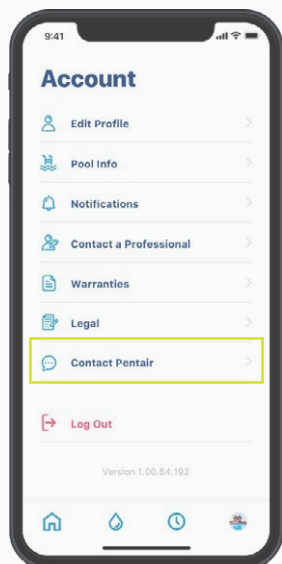 9:41
Account
Edit Profile
Pool Info
Notifications
Contact a Professional
Warranties
Legal
Contact Pentair
Log Out
Version 1.00.54.192